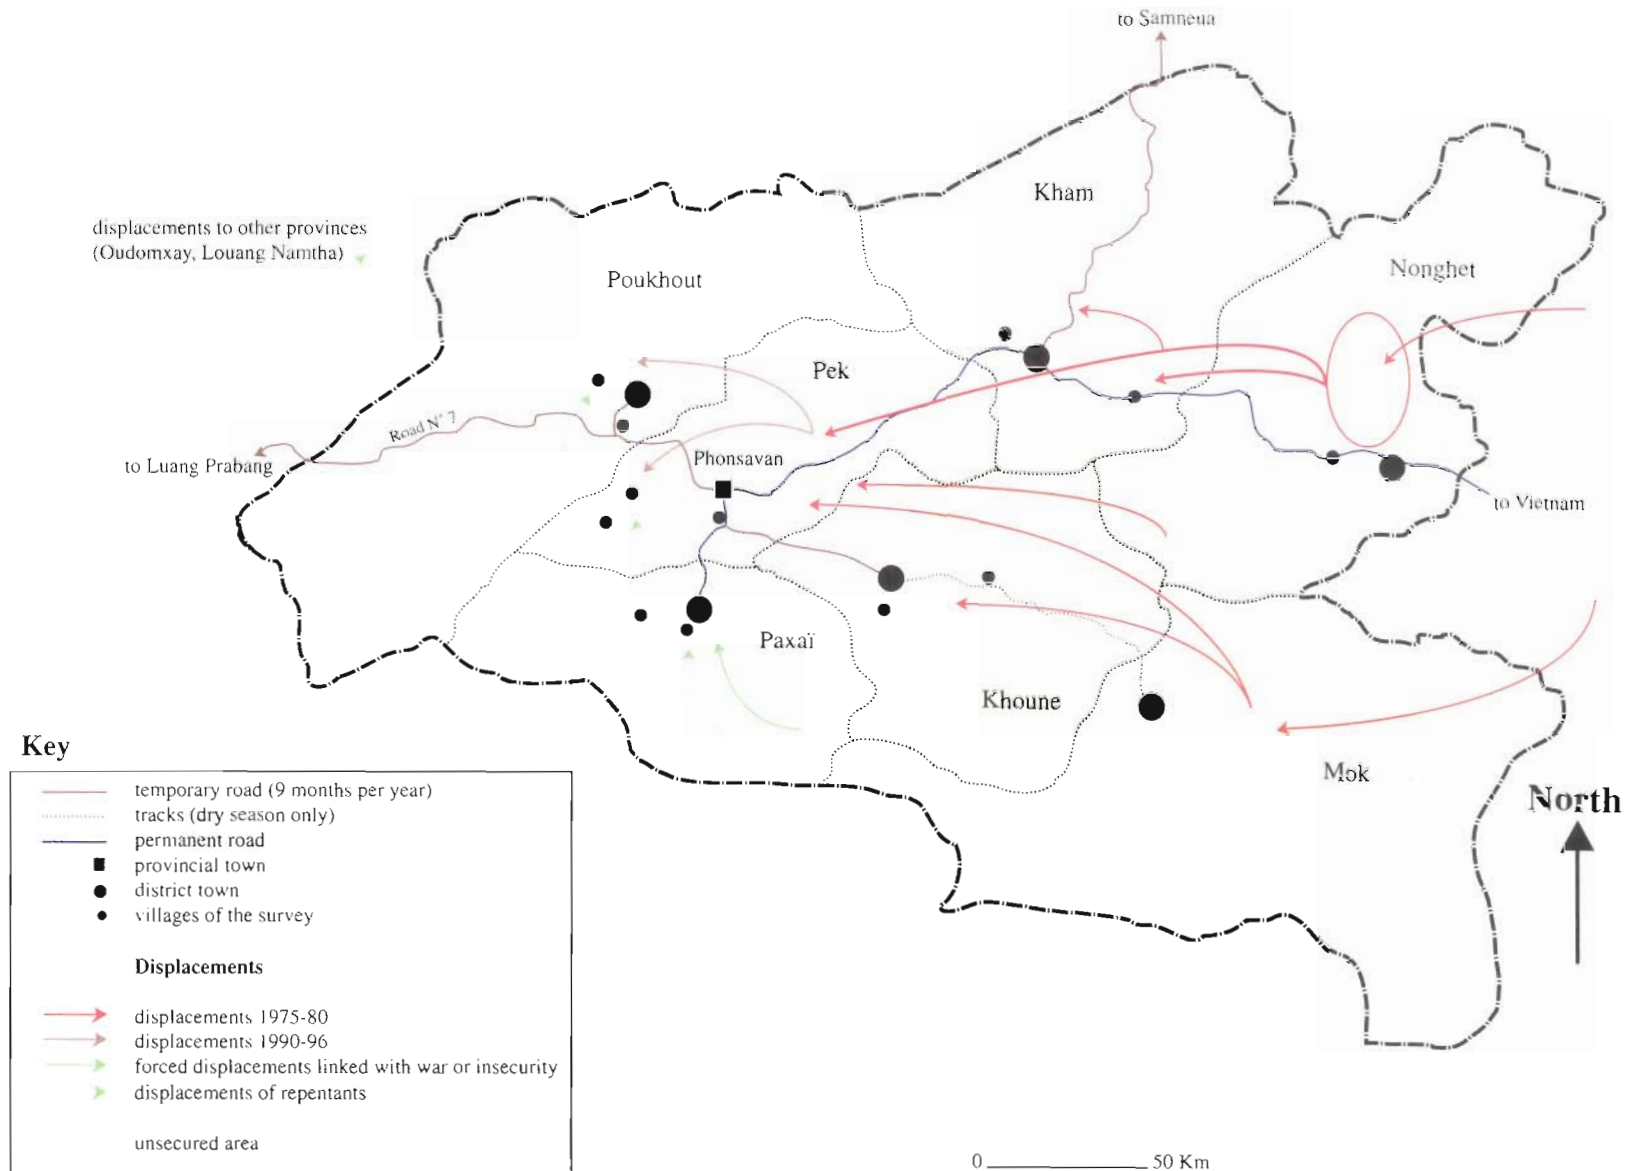 to Samneua
Kham
displacements to other provinces
(Oudomxay, Louang Namtha)
Poukhout
Nonghet
Pek
Road N° 7
to Luang Prabang
Phonsavan
to Vietnam
Paxaï
Khoune
Mok
North
Key
temporary road (9 months per year)
tracks (dry season only)
permanent road
provincial town
district town
villages of the survey
Displacements
displacements 1975-80
displacements 1990-96
forced displacements linked with war or insecurity
displacements of repentants
unsecured area
0 50 Km